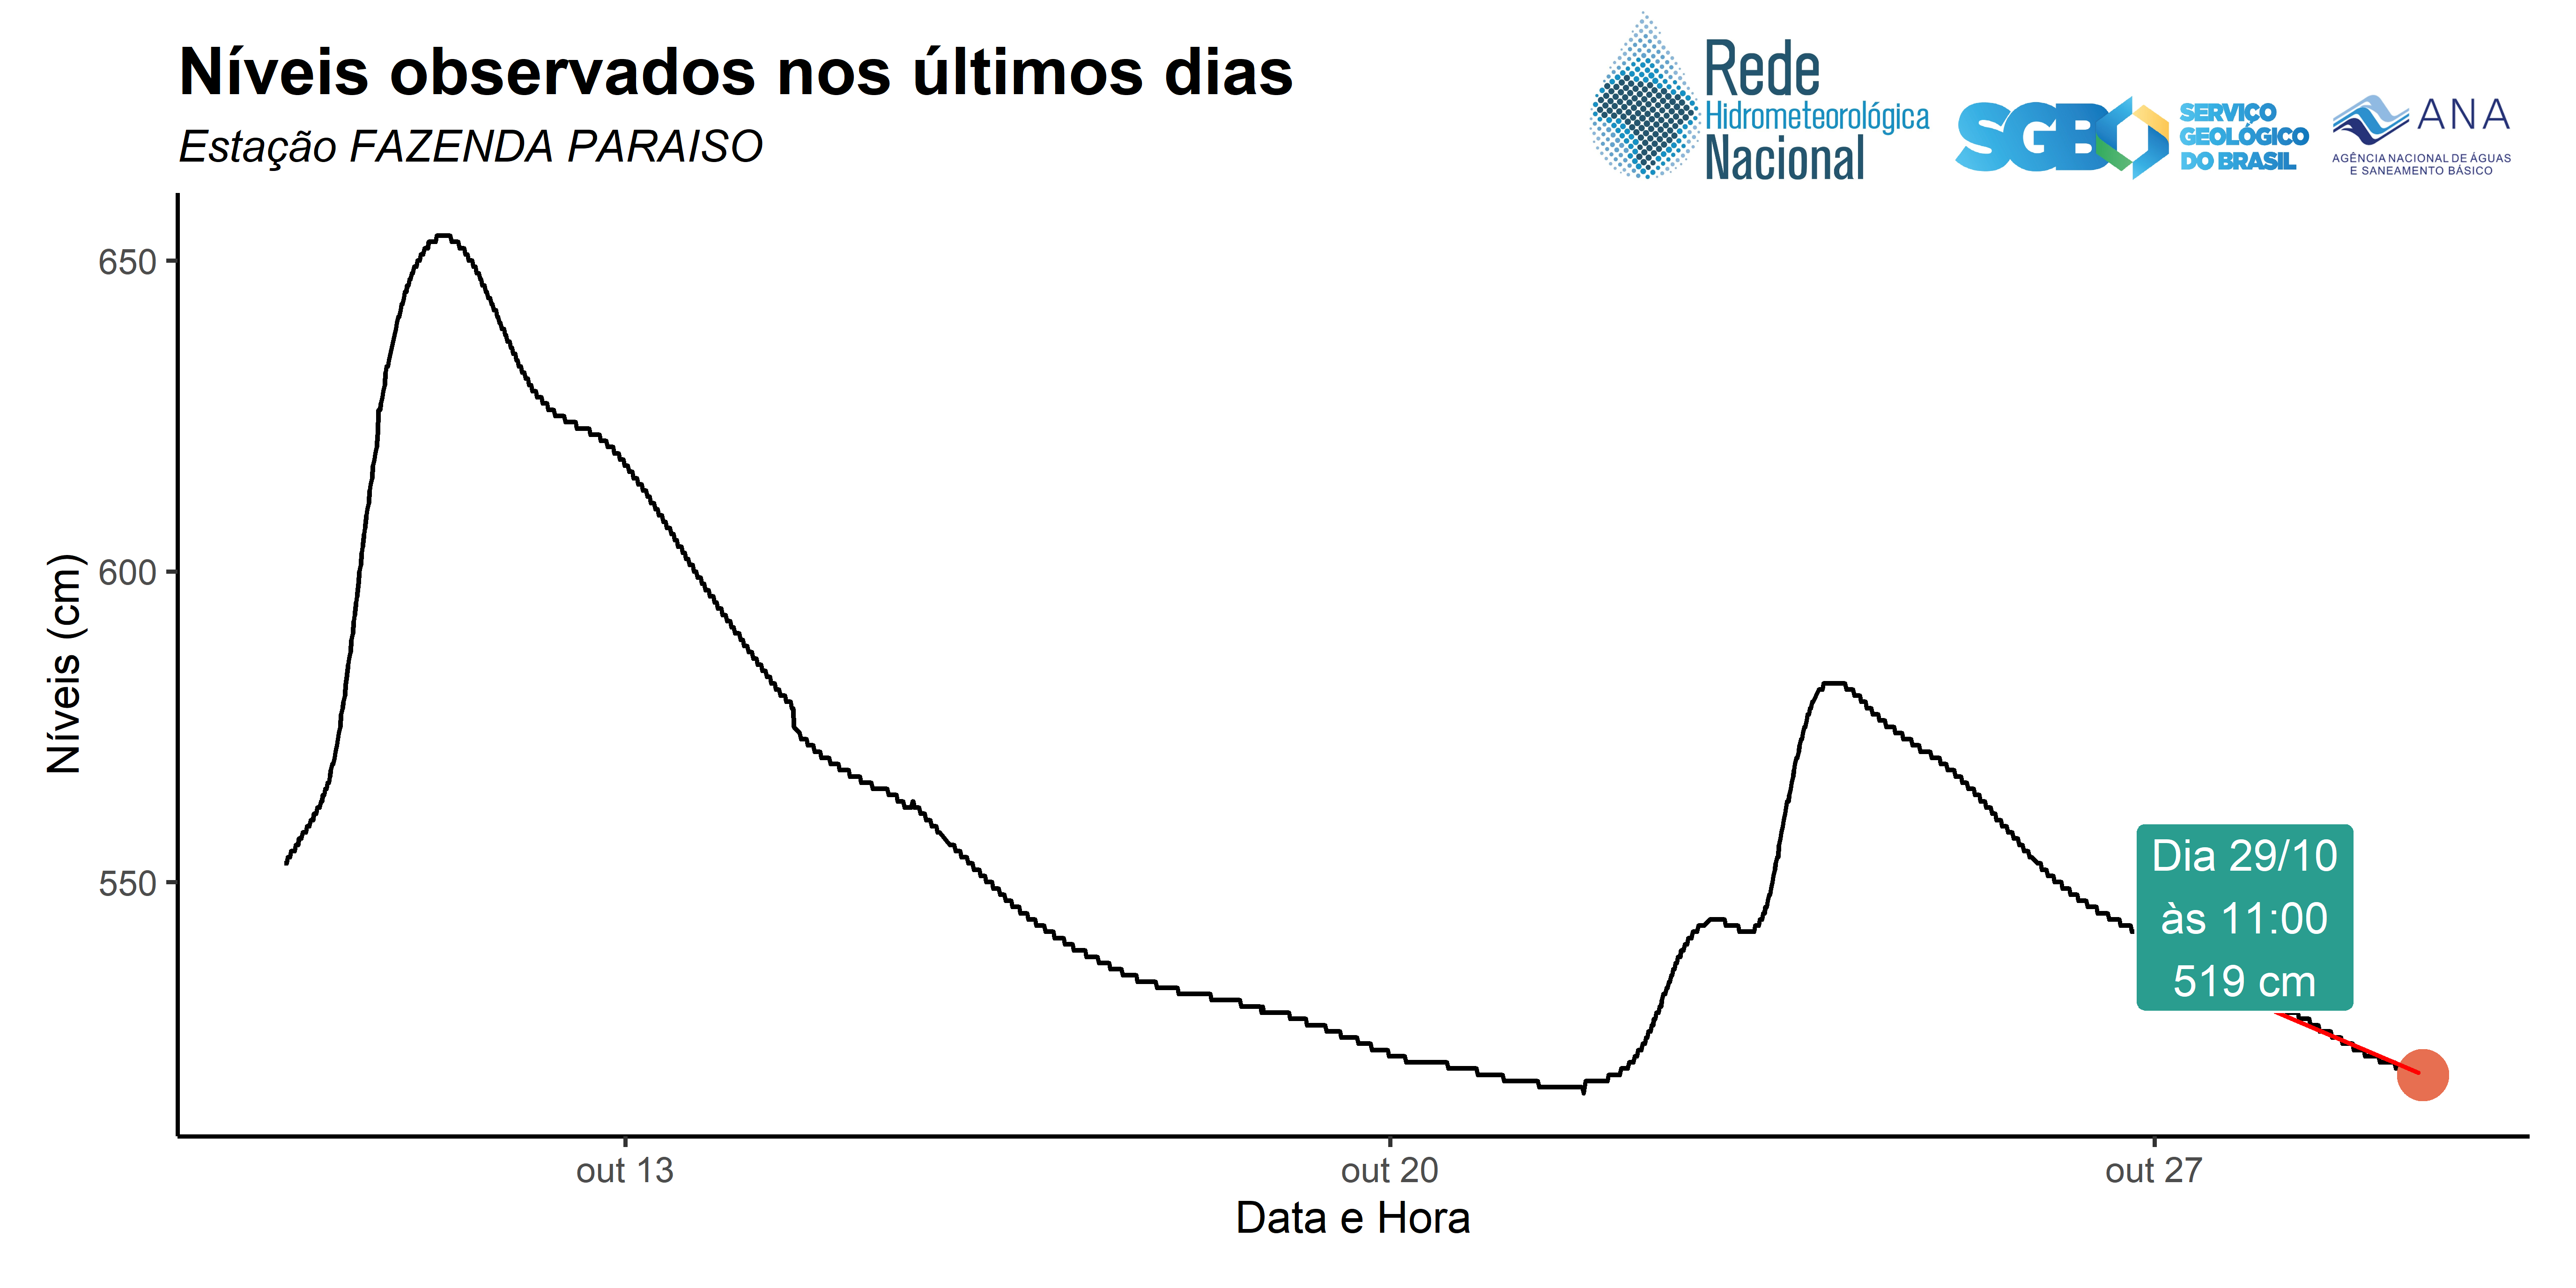 Níveis observados nos últimos dias
Estação FAZENDA PARAISO
Rede
Hidrometeorológica
Nacional
SGB
SERVIÇO
GEOLÓGICO
DO BRASIL
ANA
AGÊNCIA NACIONAL DE ÁGUAS
E SANEAMENTO BÁSICO
Níveis (cm)
650
600
550
Dia 29/10
às 11:00
519 cm
out 13
out 20
out 27
Data e Hora